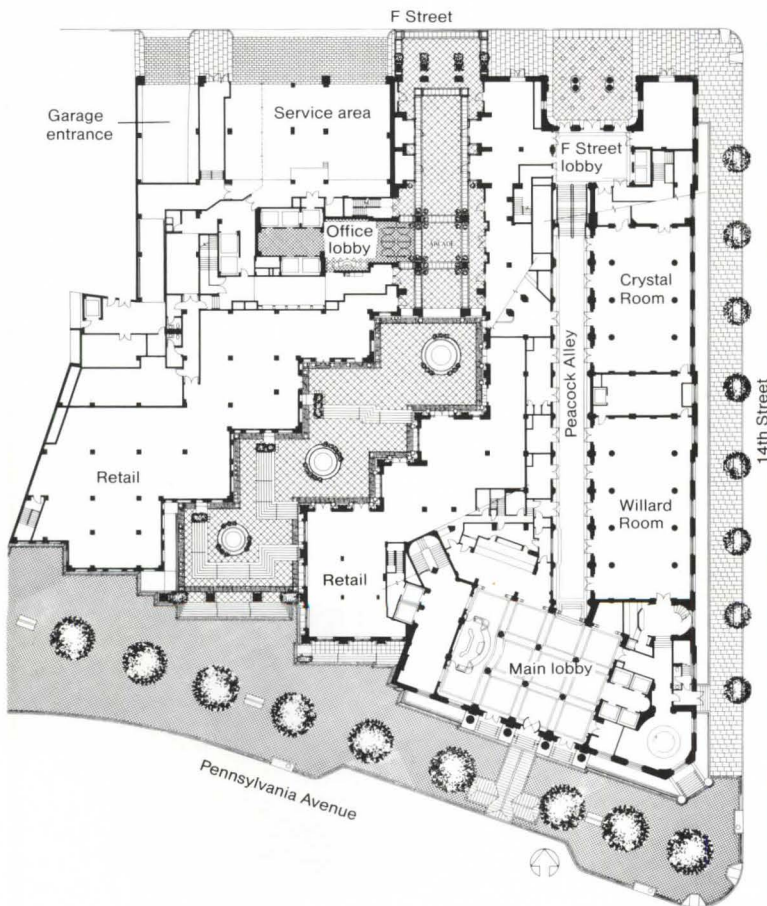 F Street
Garage
entrance
Service area
F Street
lobby
Office
lobby
ARCADE
Crystal
Room
Peacock Alley
14th Street
Retail
Willard
Room
Retail
Main lobby
Pennsylvania Avenue